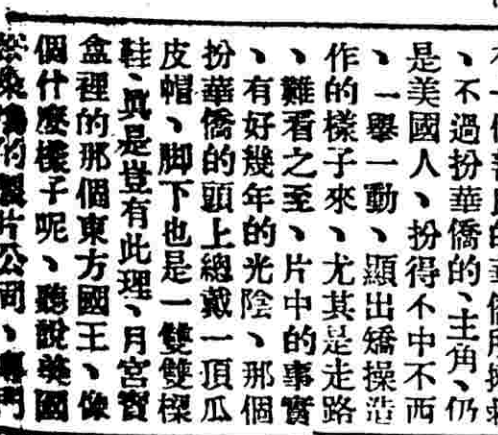 、不過扮華僑的、主角、仍
是美國人、扮得不中不西
、一舉一動、顯出矯操造
作的樣子來、尤其是走路
、難看之至、片中的事實
、有好幾年的光陰、那個
扮華僑的頭上總戴一頂瓜
皮帽、脚下也是一雙雙樑
鞋、眞是豈有此理、月宮寶
盒裡的那個東方國王、像
個什麼樣子呢、聽說英國
的製片公司、專門